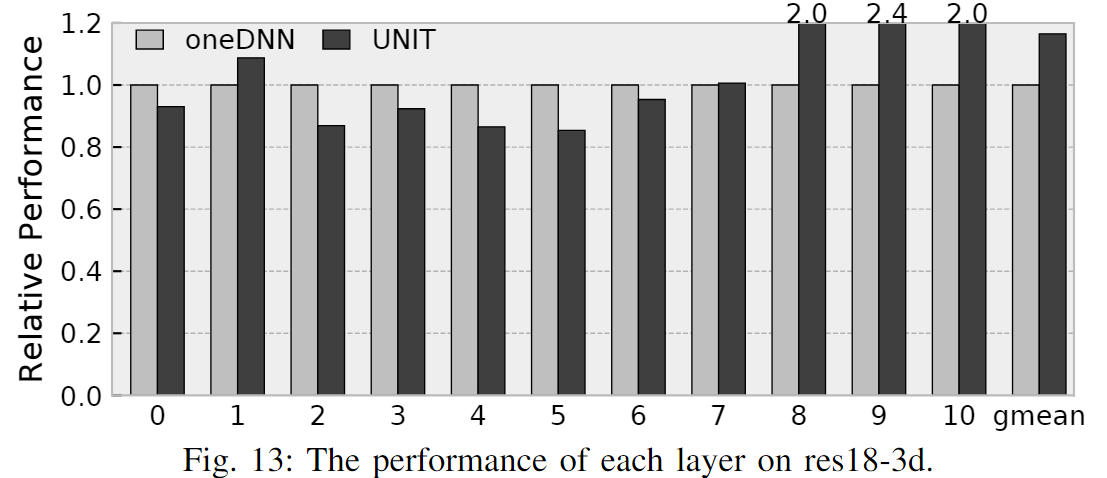 2.0 2.4 2.0
1.2
oneDNN UNIT
1.0
0.8
0.6
0.4
0.2
0.0
Relative Performance
0 1 2 3 4 5 6 7 8 9 10 gmean
Fig. 13: The performance of each layer on res18-3d.